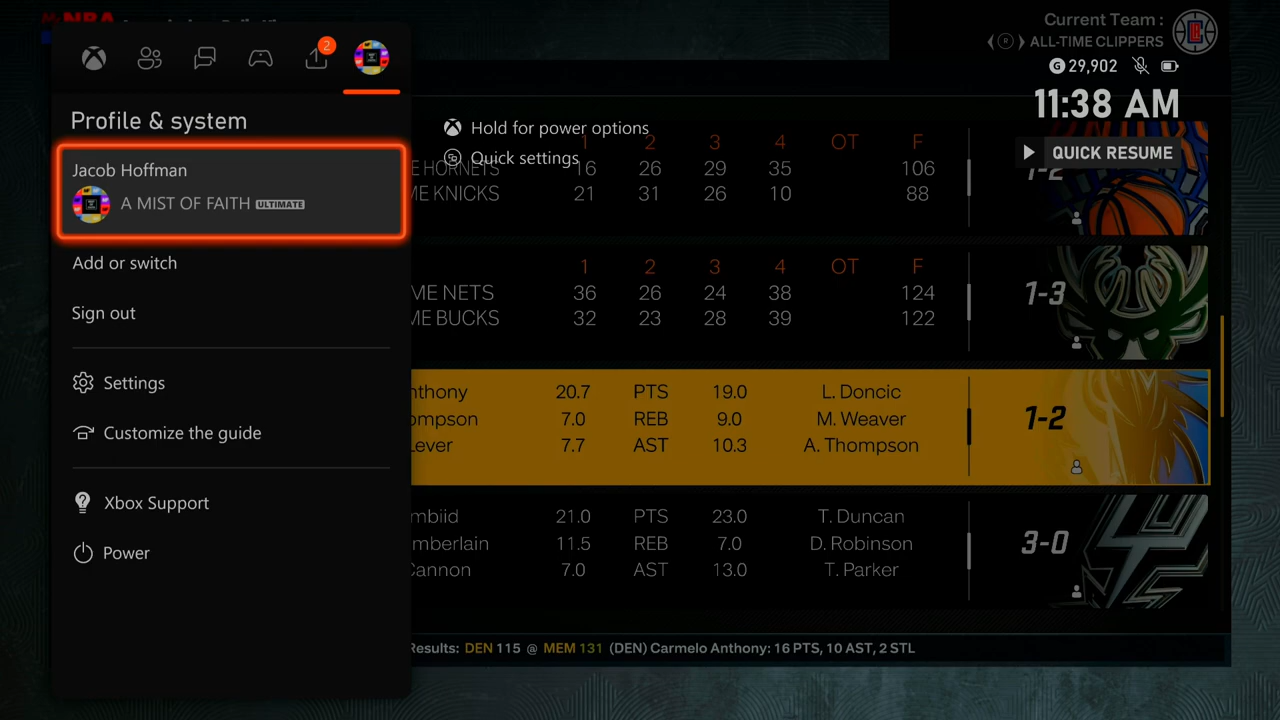 NBA
2
Current Team :
R ALL-TIME CLIPPERS
G 29,902
11:38 AM
QUICK RESUME
Profile & system
Jacob Hoffman
A MIST OF FAITH ULTIMATE
Add or switch
Sign out
Settings
Customize the guide
Xbox Support
Power
Hold for power options
Quick settings
1 2 3 4 OT F
E HORNETS 16 26 29 35 106
ME KNICKS 21 31 26 10 88
1-2
1 2 3 4 OT F
ME NETS 36 26 24 38 124
ME BUCKS 32 23 28 39 122
1-3
nthony 20.7 PTS 19.0 L. Doncic
ompson 7.0 REB 9.0 M. Weaver
Lever 7.7 AST 10.3 A. Thompson
1-2
mbiid 21.0 PTS 23.0 T. Duncan
mberlain 11.5 REB 7.0 D. Robinson
Cannon 7.0 AST 13.0 T. Parker
3-0
Results: DEN 115 @ MEM 131 (DEN) Carmelo Anthony: 16 PTS, 10 AST, 2 STL